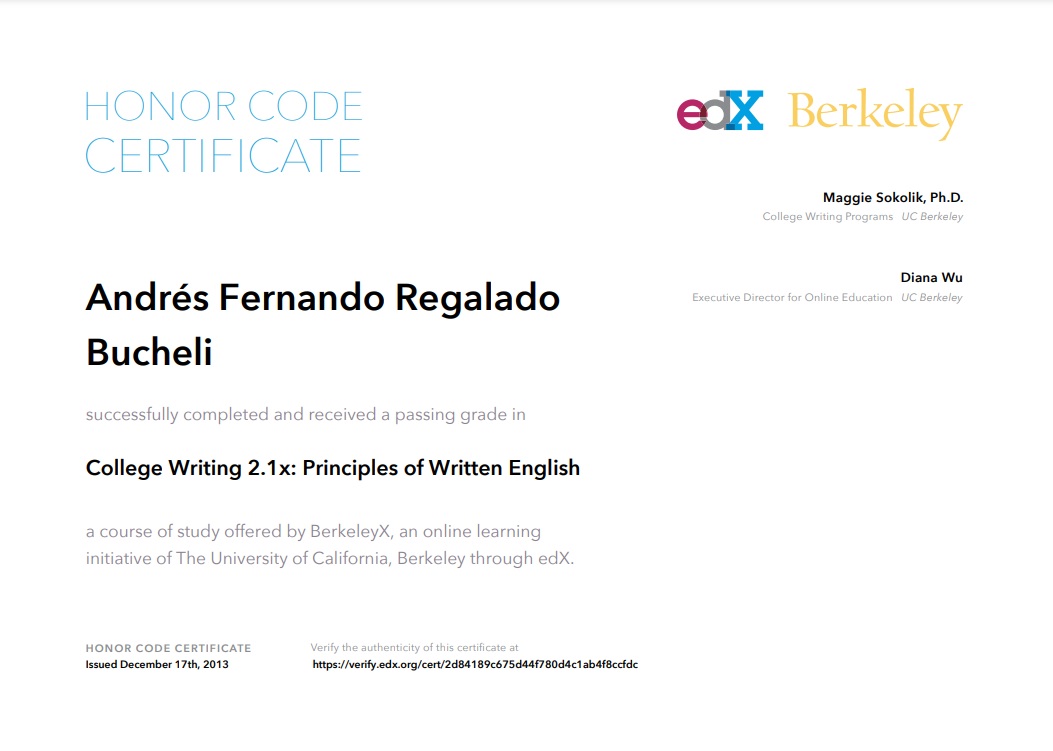 HONOR CODE
CERTIFICATE
edX Berkeley
Maggie Sokolik, Ph.D.
College Writing Programs UC Berkeley
Diana Wu
Executive Director for Online Education UC Berkeley
Andrés Fernando Regalado
Bucheli
successfully completed and received a passing grade in
College Writing 2.1x: Principles of Written English
a course of study offered by BerkeleyX, an online learning
initiative of The University of California, Berkeley through edX.
HONOR CODE CERTIFICATE
Issued December 17th, 2013
Verify the authenticity of this certificate at
https://verify.edx.org/cert/2d84189c675d44f780d4c1ab4f8ccfdc